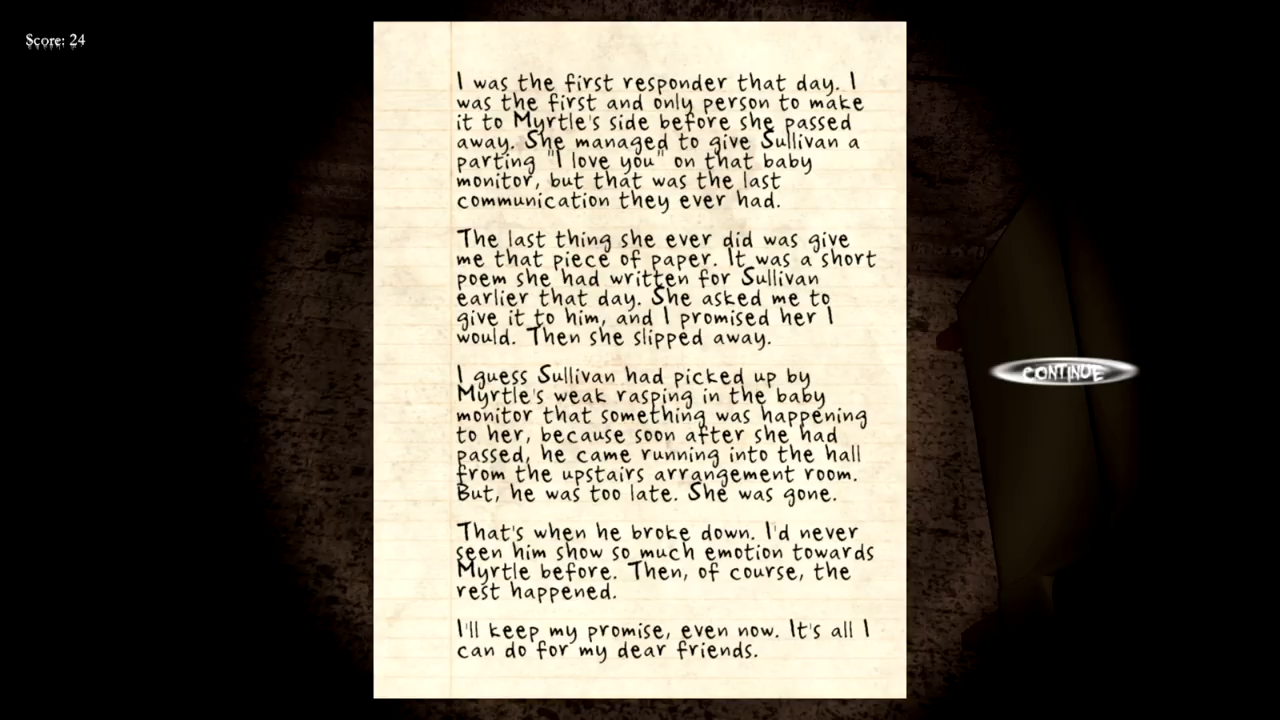 Score: 24
I was the first responder that day. I
was the first and only person to make
it to Myrtle's side before she passed
away. She managed to give Sullivan a
parting "I love you" on that baby
monitor, but that was the last
communication they ever had.
The last thing she ever did was give
me that piece of paper. It was a short
poem she had written for Sullivan
earlier that day. She asked me to
give it to him, and I promised her I
would. Then she slipped away.
I guess Sullivan had picked up by
Myrtle's weak rasping in the baby
monitor that something was happening
to her, because soon after she had
passed, he came running into the hall
from the upstairs arrangement room.
But, he was too late. She was gone.
That's when he broke down. I'd never
seen him show so much emotion towards
Myrtle before. Then, of course, the
rest happened.
I'll keep my promise, even now. It's all I
can do for my dear friends.
CONTINUE